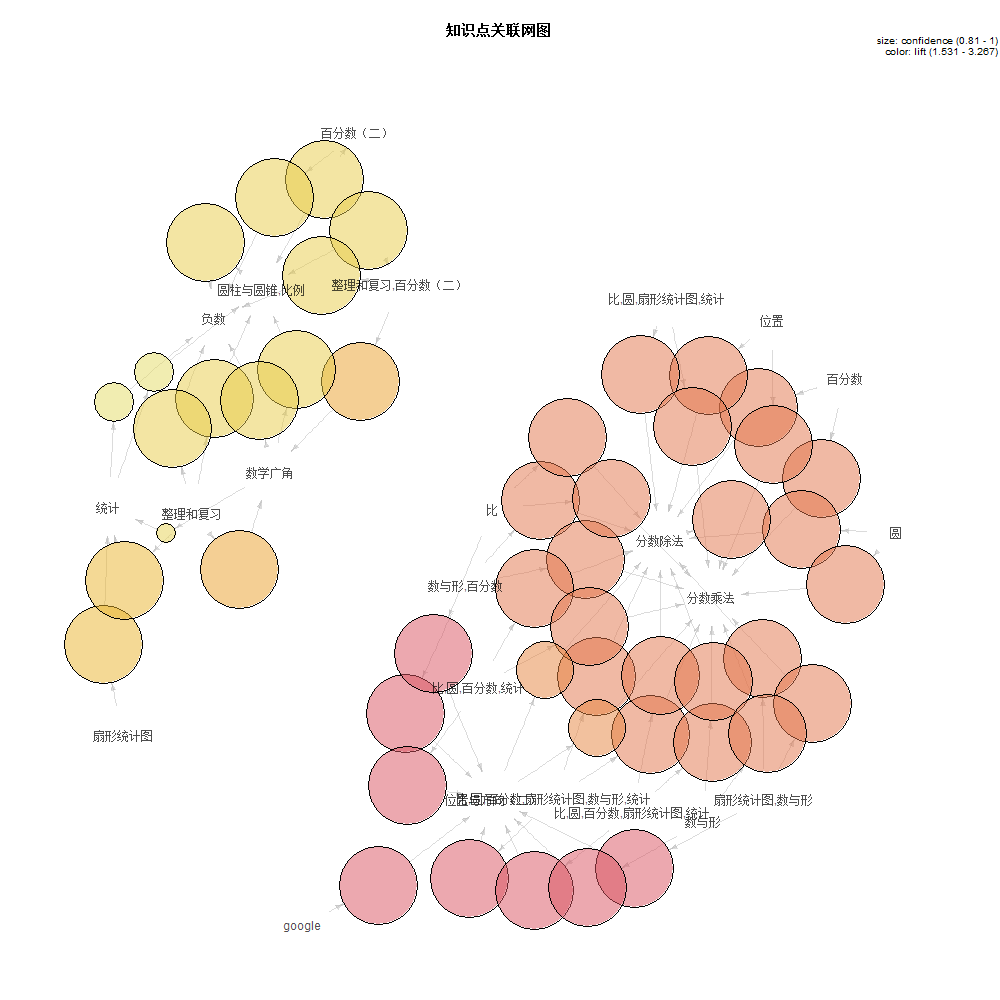 知识点关联网图
size: confidence (0.81 - 1)
color: lift (1.531 - 3.267)
百分数（二）
圆柱与圆锥,比例
整理和复习,百分数（二）
比,圆,扇形统计图,统计
负数
位置
百分数
数学广角
统计
整理和复习
比
圆
分数除法
数与形,百分数
分数乘法
比,圆,百分数,统计
扇形统计图
扇形统计图,数与形,统计
扇形统计图,数与形
比,圆,百分数,扇形统计图,统计
数与形
google